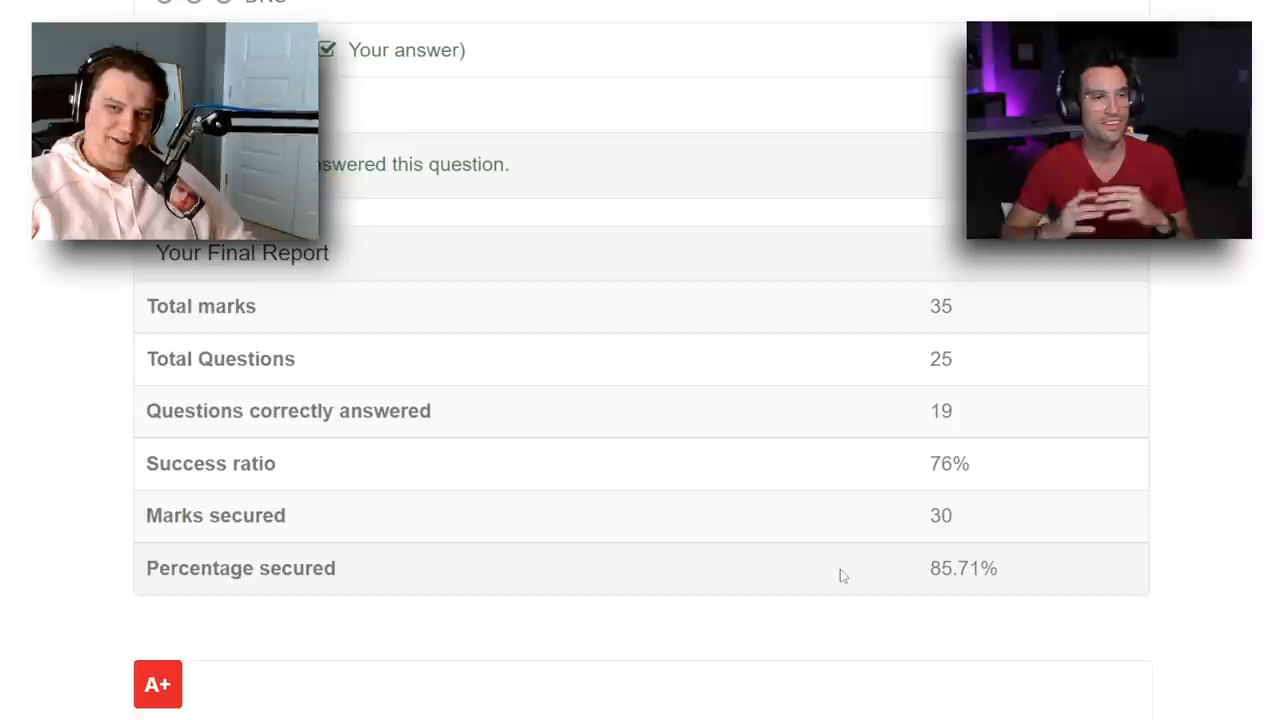 Your answer)
swered this question.
Your Final Report
Total marks 35
Total Questions 25
Questions correctly answered 19
Success ratio 76%
Marks secured 30
Percentage secured 85.71%
A+